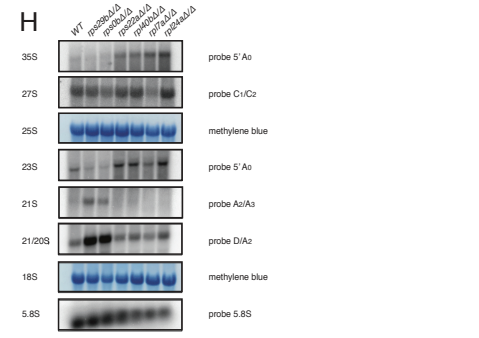 H
WT rps29bΔ/Δ rps0bΔ/Δ rps22aΔ/Δ rpl40bΔ/Δ rpl7aΔ/Δ rpl24aΔ/Δ
35S probe 5' A0
27S probe C1/C2
25S methylene blue
23S probe 5' A0
21S probe A2/A3
21/20S probe D/A2
18S methylene blue
5.8S probe 5.8S